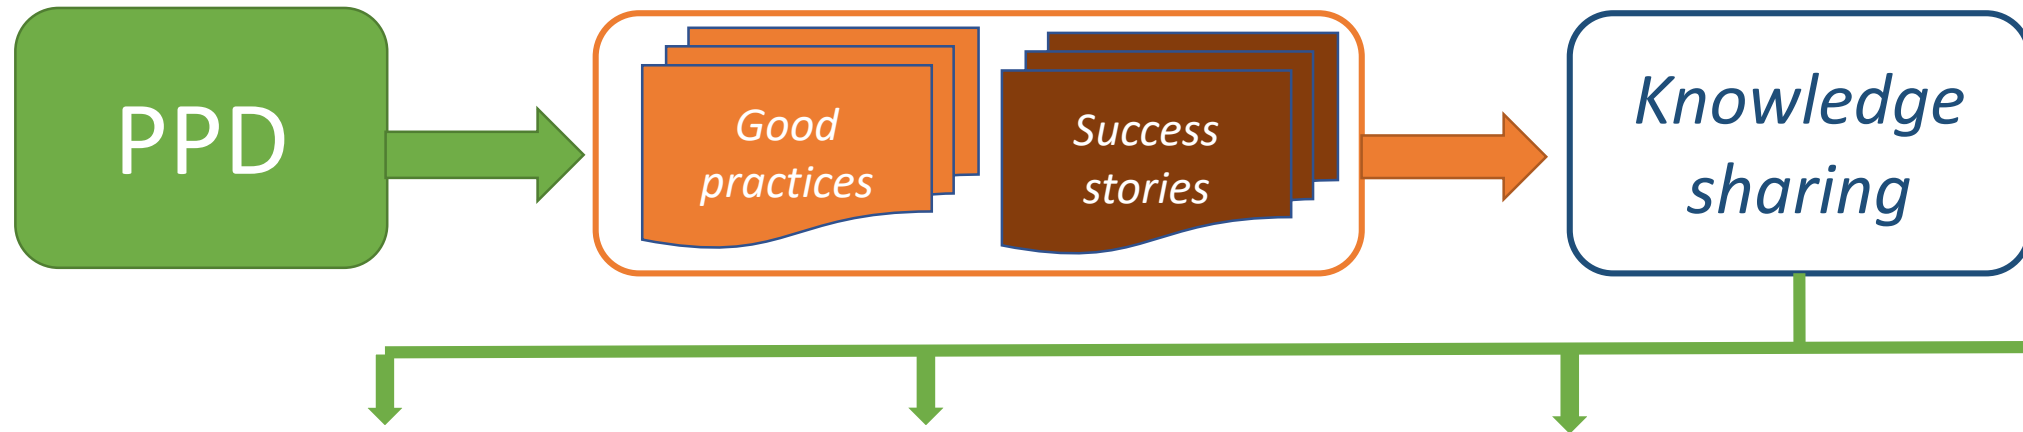 PPD
Good
practices
Success
stories
Knowledge
sharing